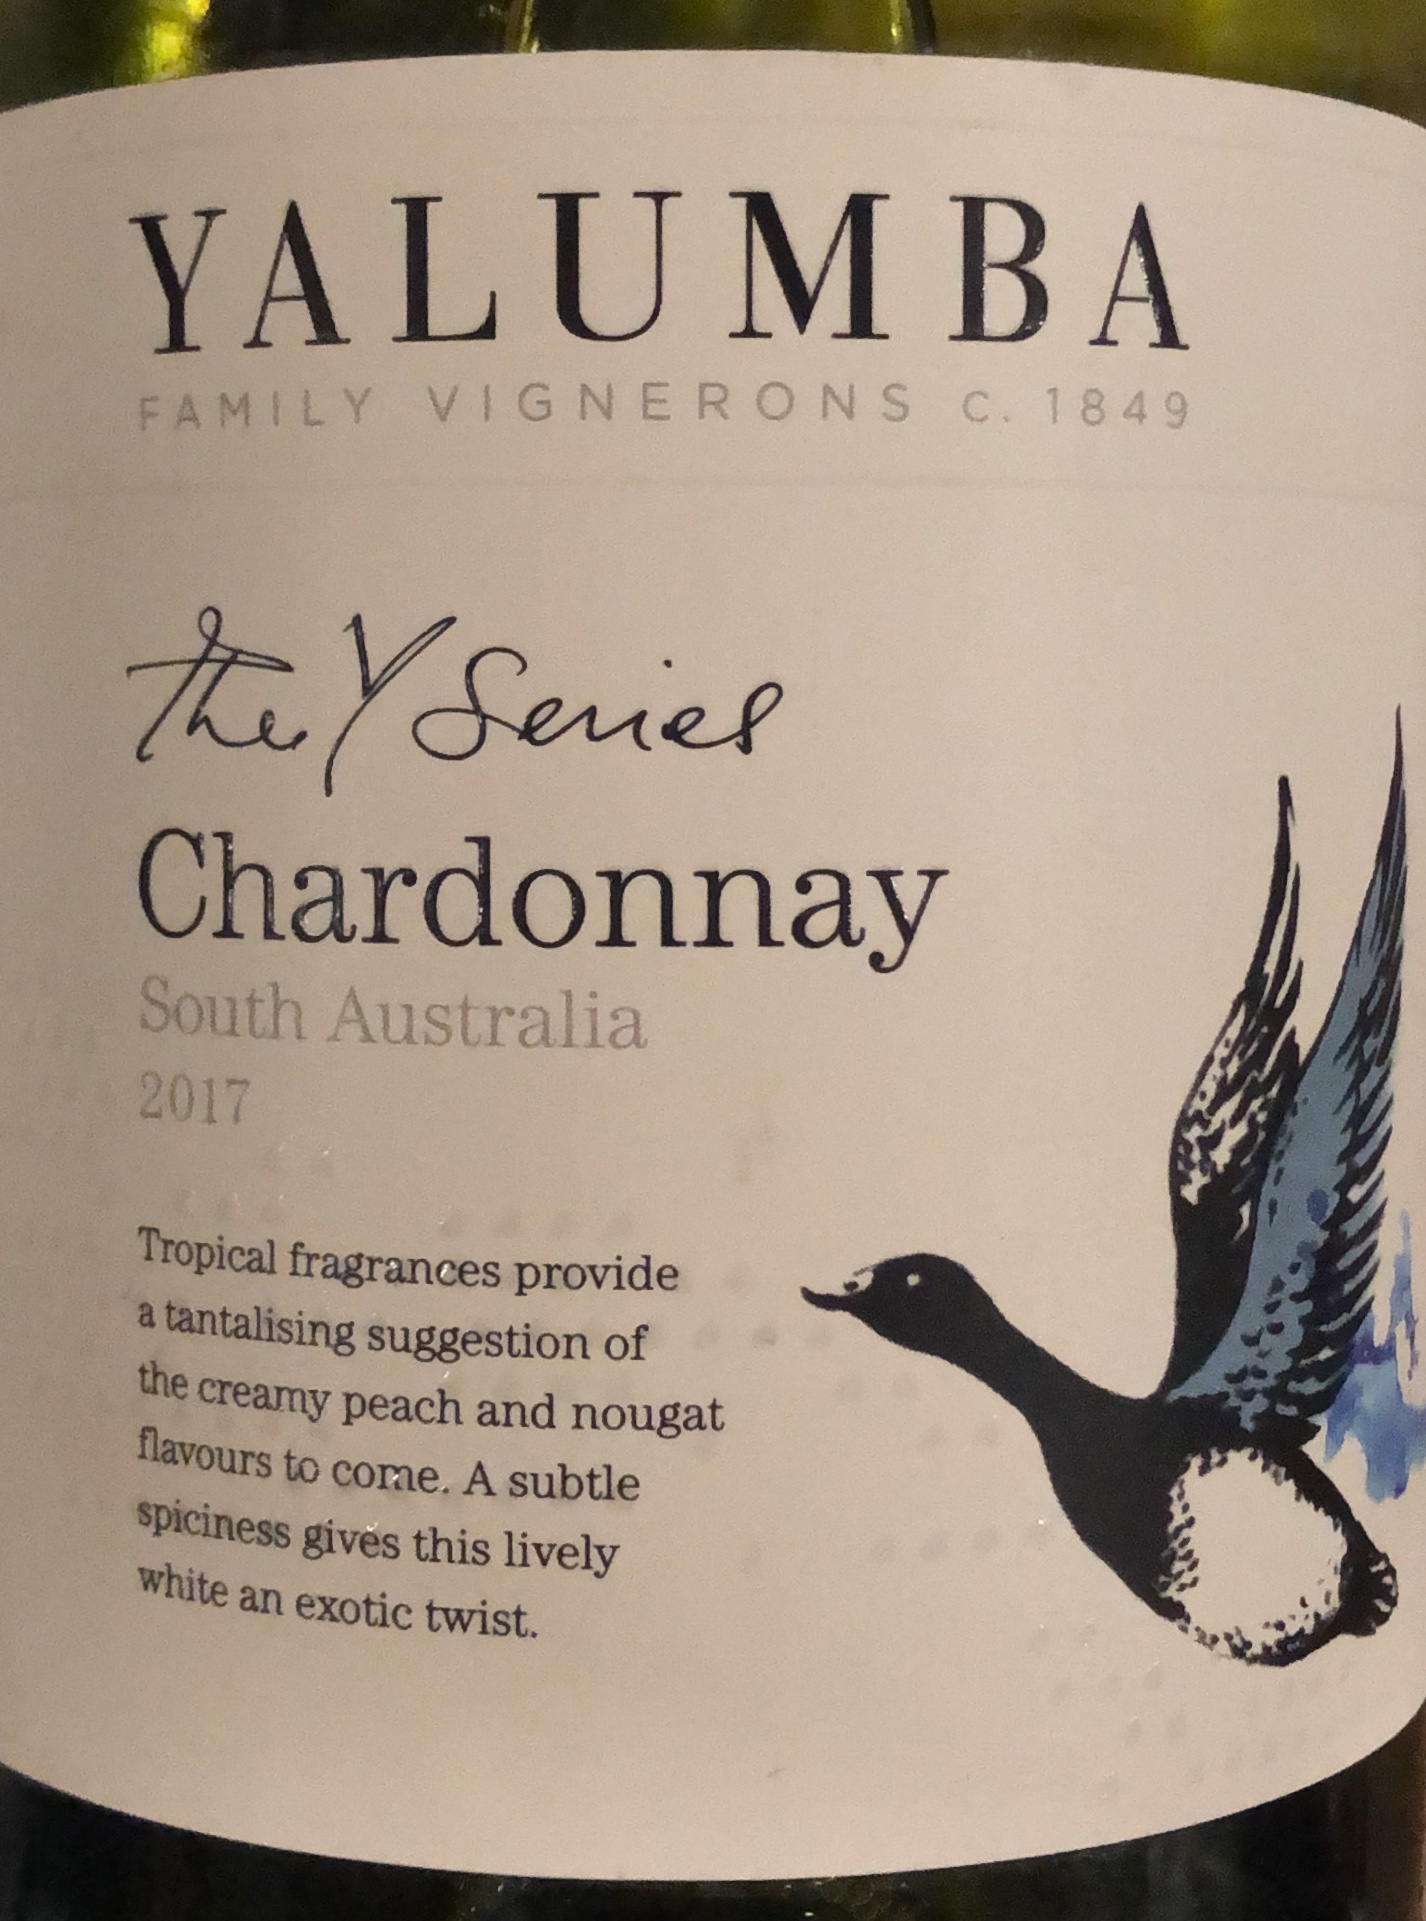 YALUMBA
FAMILY VIGNERONS C. 1849
the Y Series
Chardonnay
South Australia
2017
Tropical fragrances provide
a tantalising suggestion of
the creamy peach and nougat
flavours to come. A subtle
spiciness gives this lively
white an exotic twist.